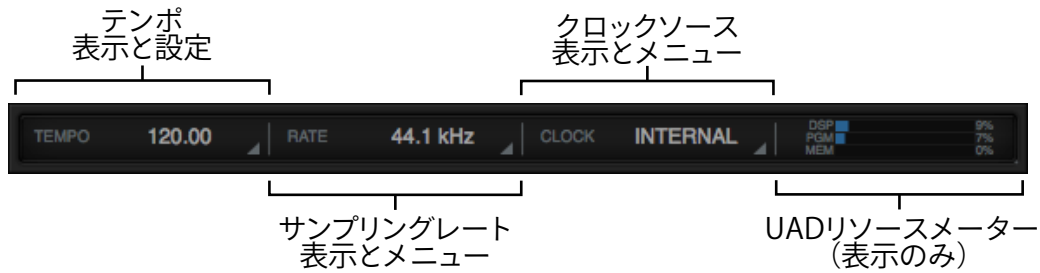 テンポ
表示と設定
クロックソース
表示とメニュー
TEMPO 120.00 RATE 44.1 kHz CLOCK INTERNAL
DSP 9%
PGM 7%
MEM 0%
サンプリングレート
表示とメニュー
UADリソースメーター
（表示のみ）